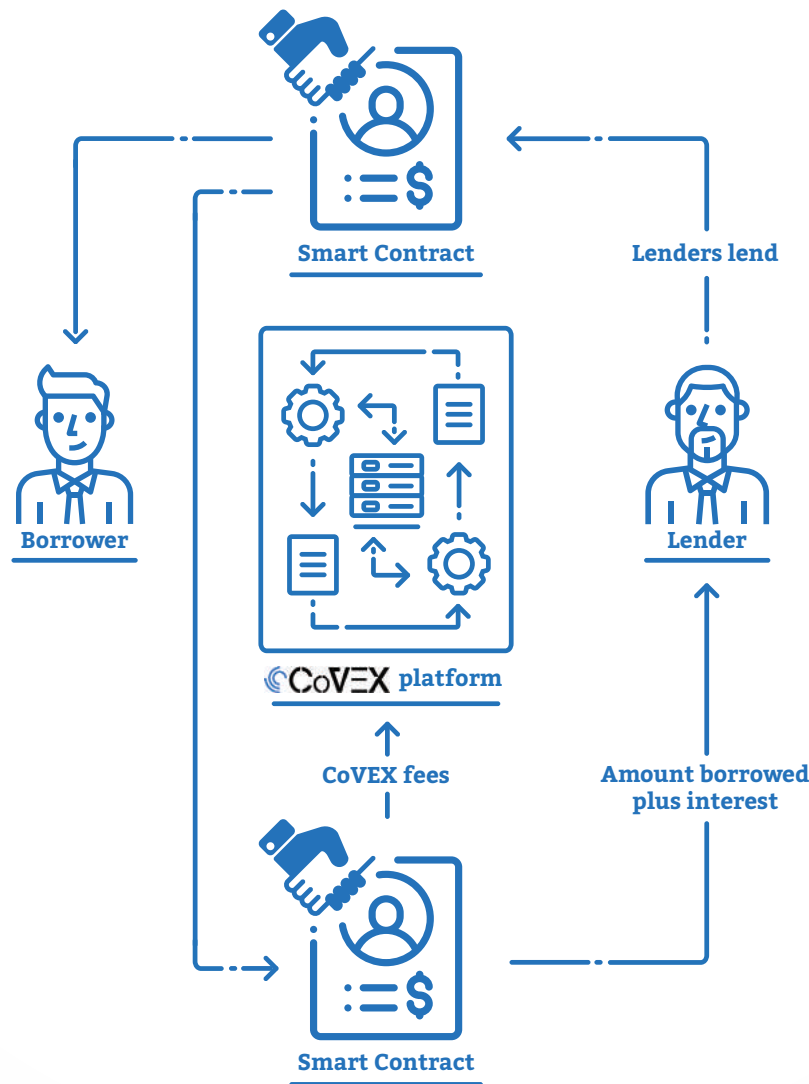 $
Smart Contract
Lenders lend
Borrower
Lender
CoVEX platform
CoVEX fees
Amount borrowed
plus interest
$
Smart Contract